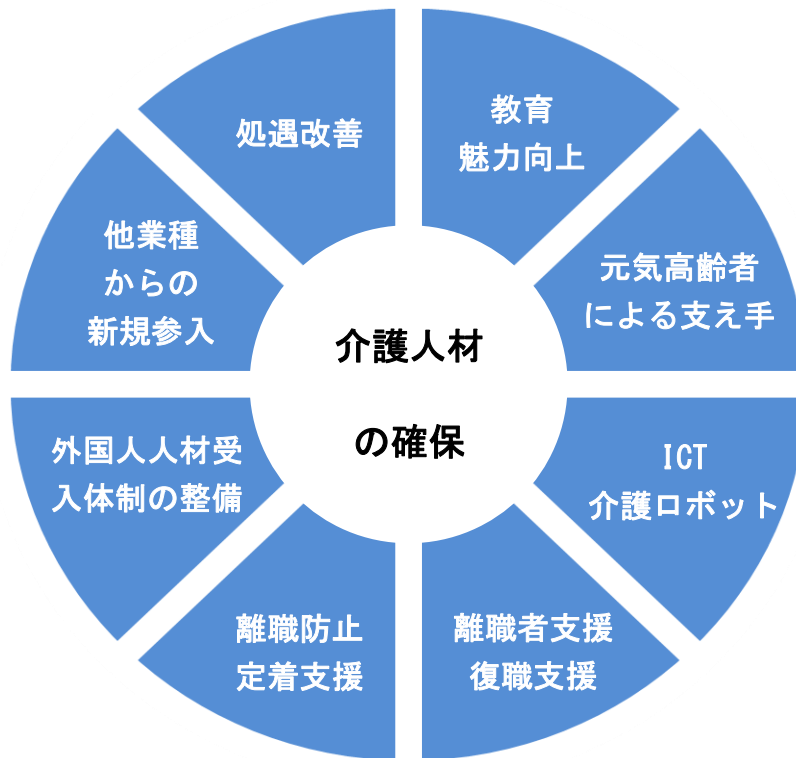 処遇改善
教育
魅力向上
他業種
からの
新規参入
元気高齢者
による支え手
介護人材
の確保
外国人人材受
入体制の整備
ICT
介護ロボット
離職防止
定着支援
離職者支援
復職支援